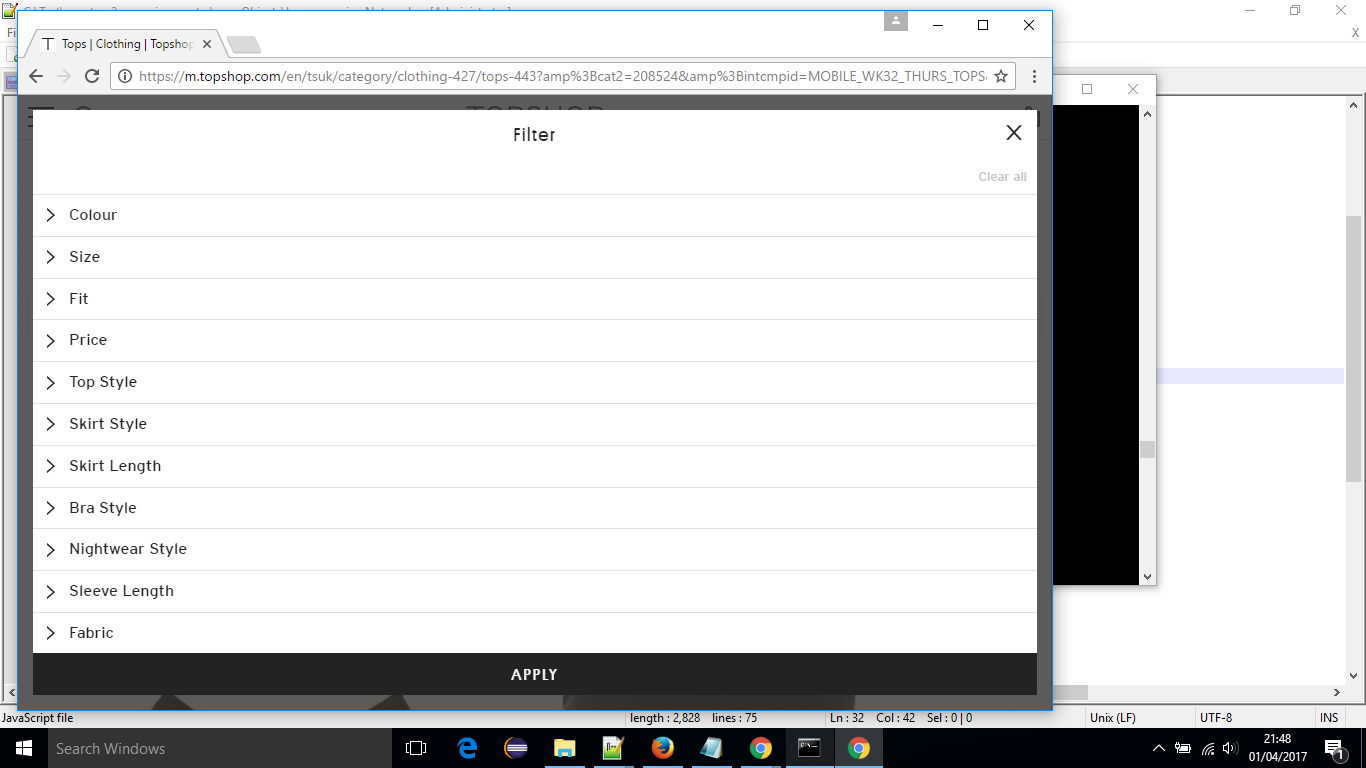 Tops | Clothing | Topshop
https://m.topshop.com/en/tsuk/category/clothing-427/tops-443?amp%3Bcat2=208524&amp%3Bintcmpid=MOBILE_WK32_THURS_TOPS
TOPSHOP
Filter
Clear all
Colour
Size
Fit
Price
Top Style
Skirt Style
Skirt Length
Bra Style
Nightwear Style
Sleeve Length
Fabric
APPLY
JavaScript file length : 2,828 lines : 75 Ln : 32 Col : 42 Sel : 0 | 0 Unix (LF) UTF-8 INS
Search Windows
21:48
01/04/2017
1